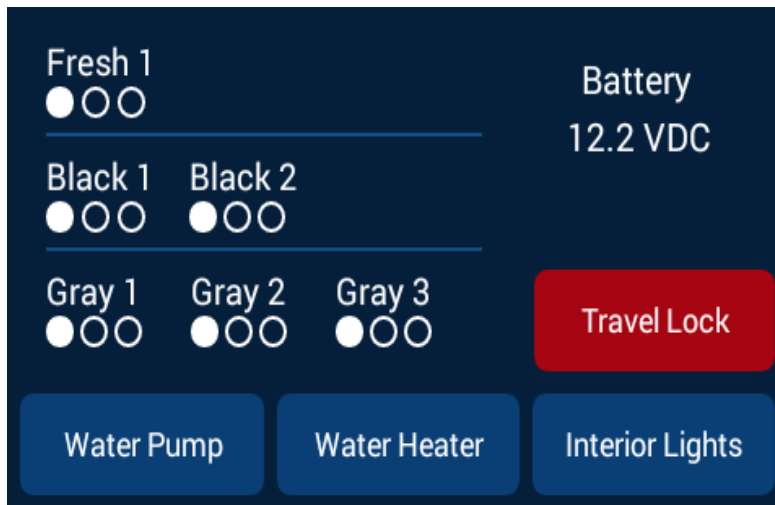 Fresh 1
Battery
12.2 VDC
Black 1 Black 2
Gray 1 Gray 2 Gray 3
Travel Lock
Water Pump Water Heater Interior Lights